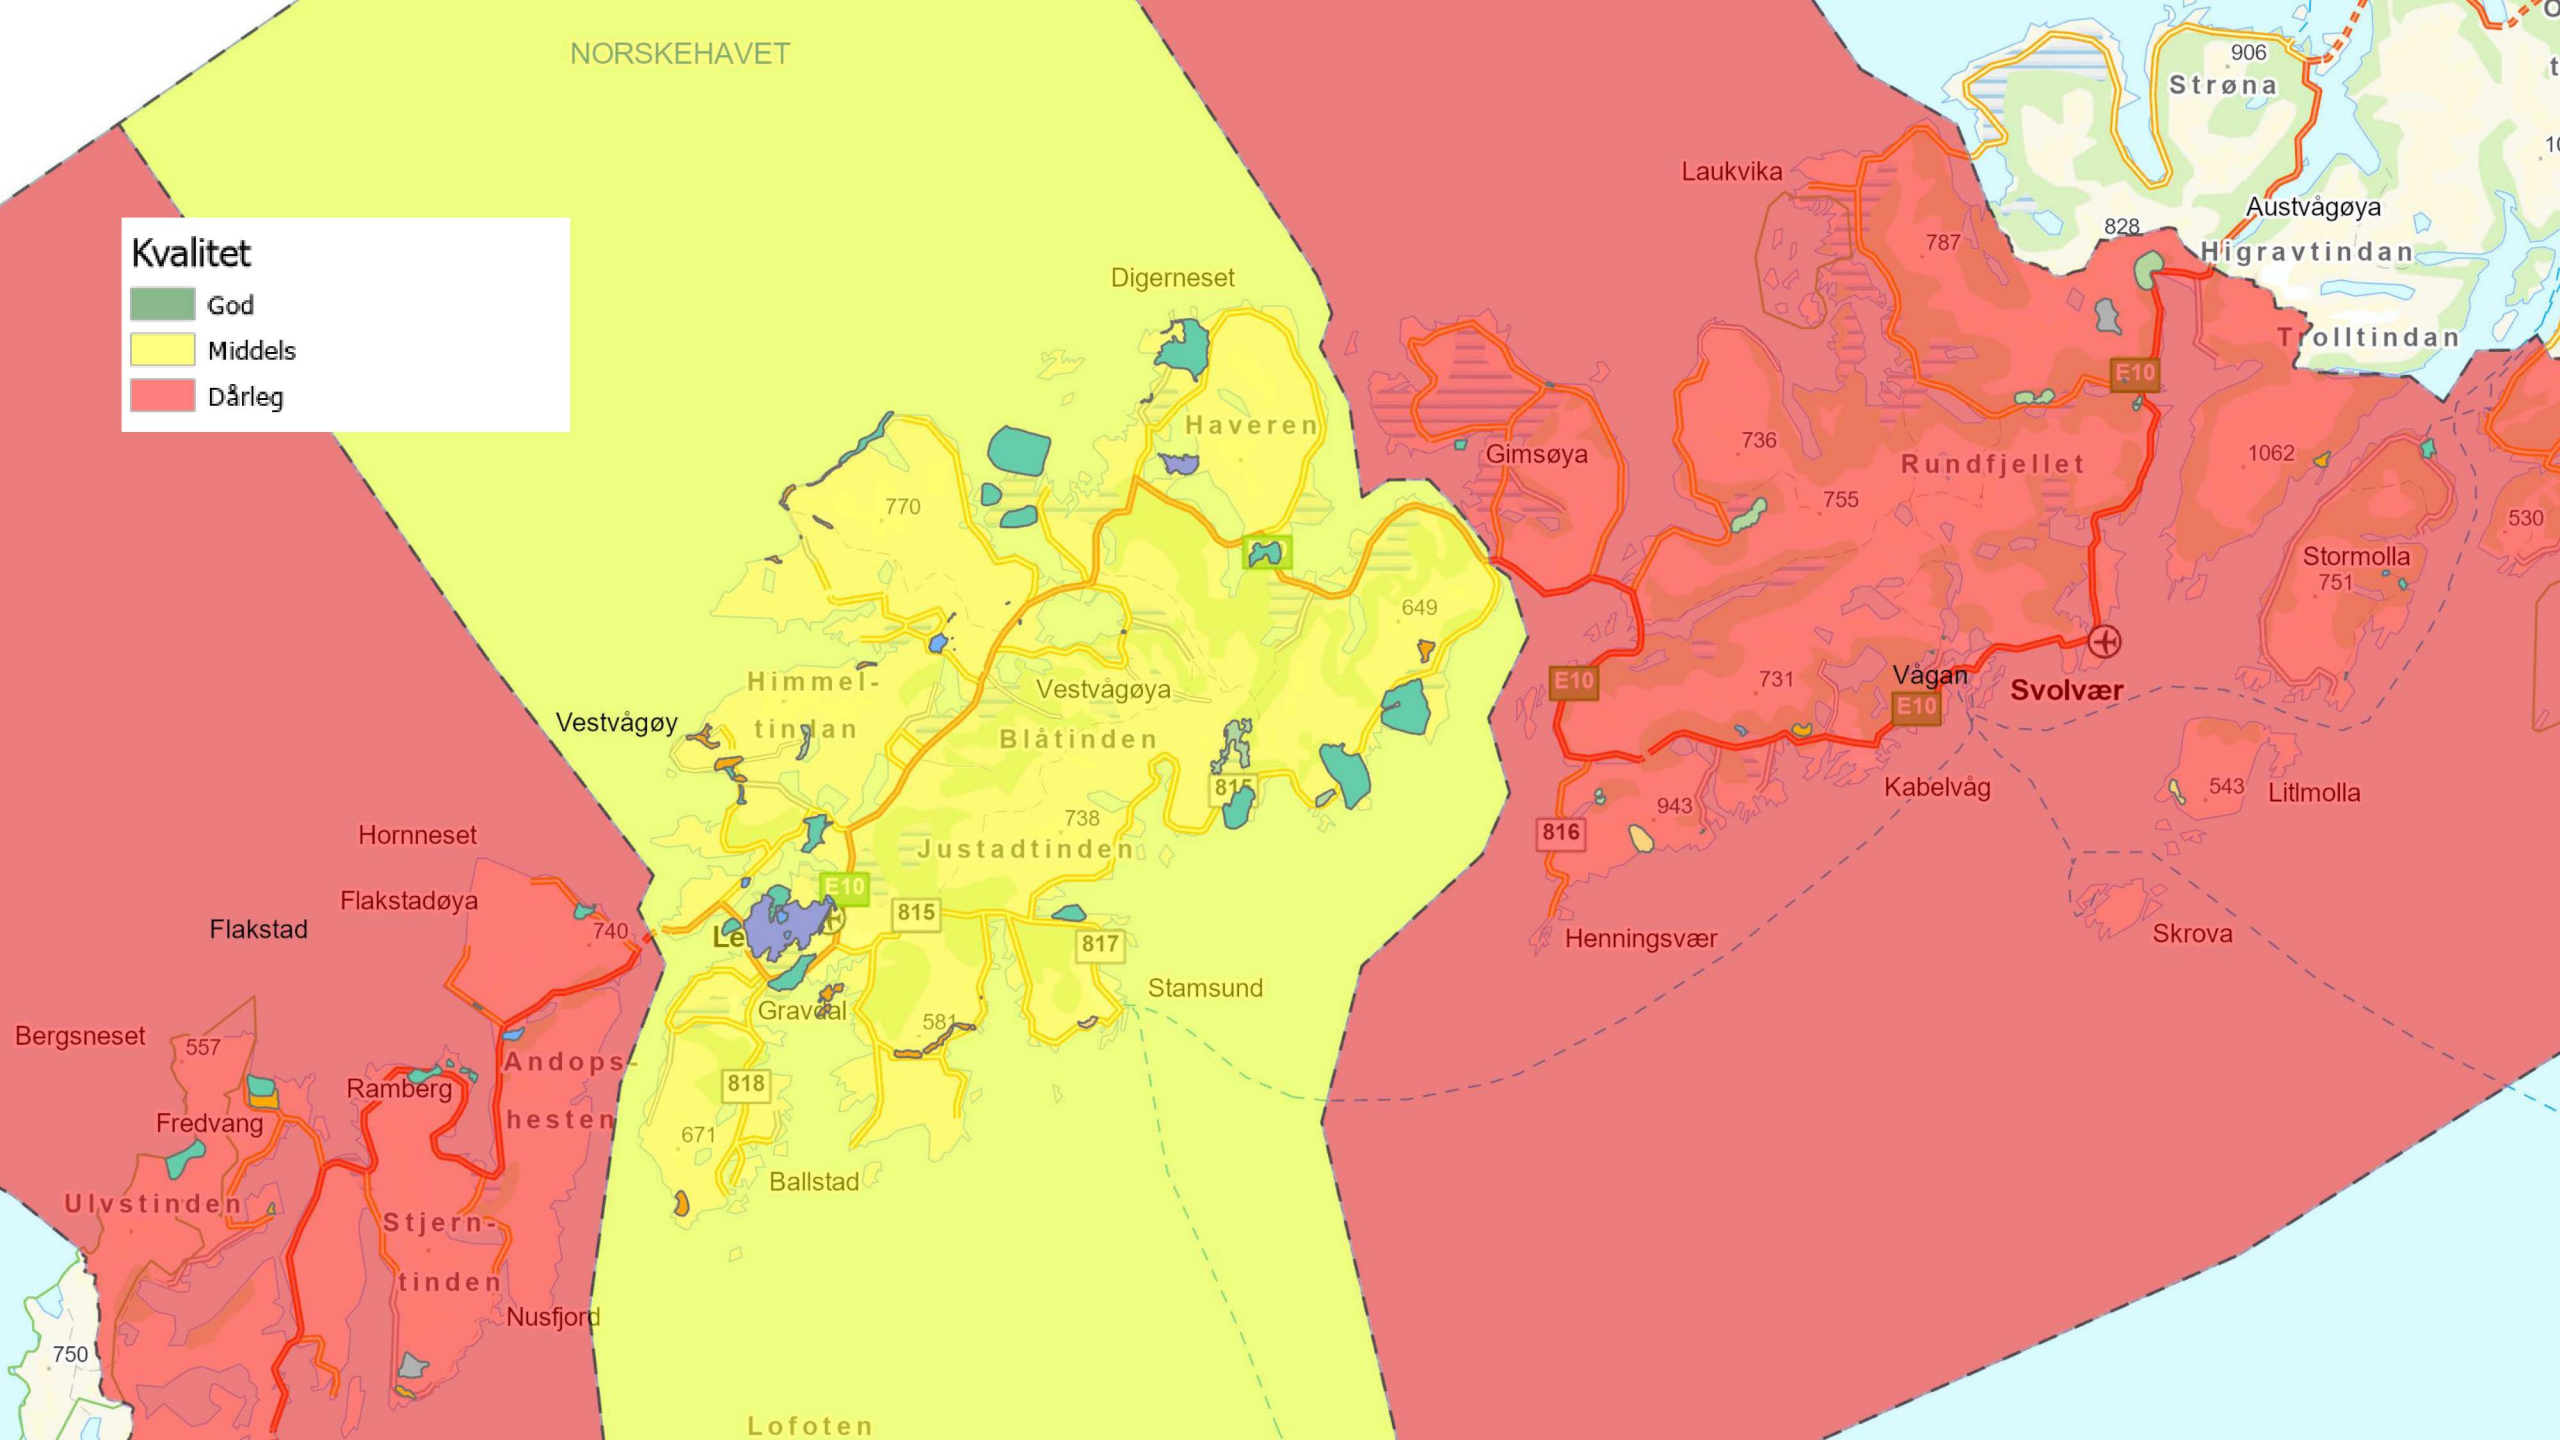 NORSKEHAVET
906
Strøna
Laukvika
Austvågøya
828
787
Higravtindan
Kvalitet
God
Middels
Dårleg
Digerneset
Trolltindan
E10
Haveren
736
Gimsøya
1062
Rundfjellet
770
755
530
Stormolla
751
649
Himmel-
tindan
Vestvågøya
E10
731
Vågan
Svolvær
E10
Vestvågøy
Blåtinden
815
543
Litlmolla
Kabelvåg
943
738
816
Hornneset
Justadtinden
E10
Flakstadøya
815
Flakstad
740
Le
817
Henningsvær
Skrova
Stamsund
Gravdal
581
Bergsneset
557
Andops-
hesten
Ramberg
818
Fredvang
671
Ballstad
Ulvstinden
Stjern-
tinden
Nusfjord
750
Lofoten